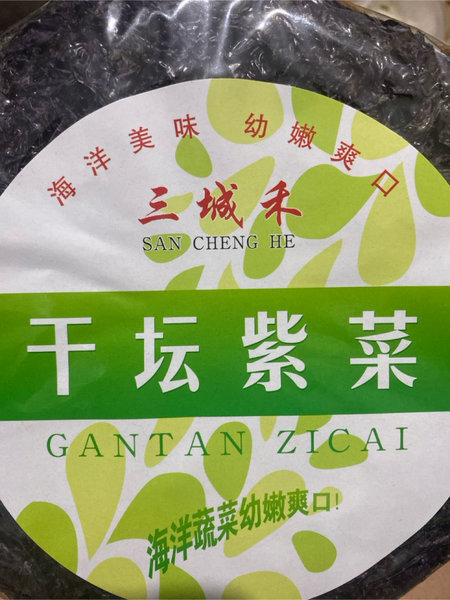 海洋美味 幼嫩爽口
三城禾
SAN CHENG HE
干坛紫菜
GANTAN ZICAI
海洋蔬菜幼嫩爽口!